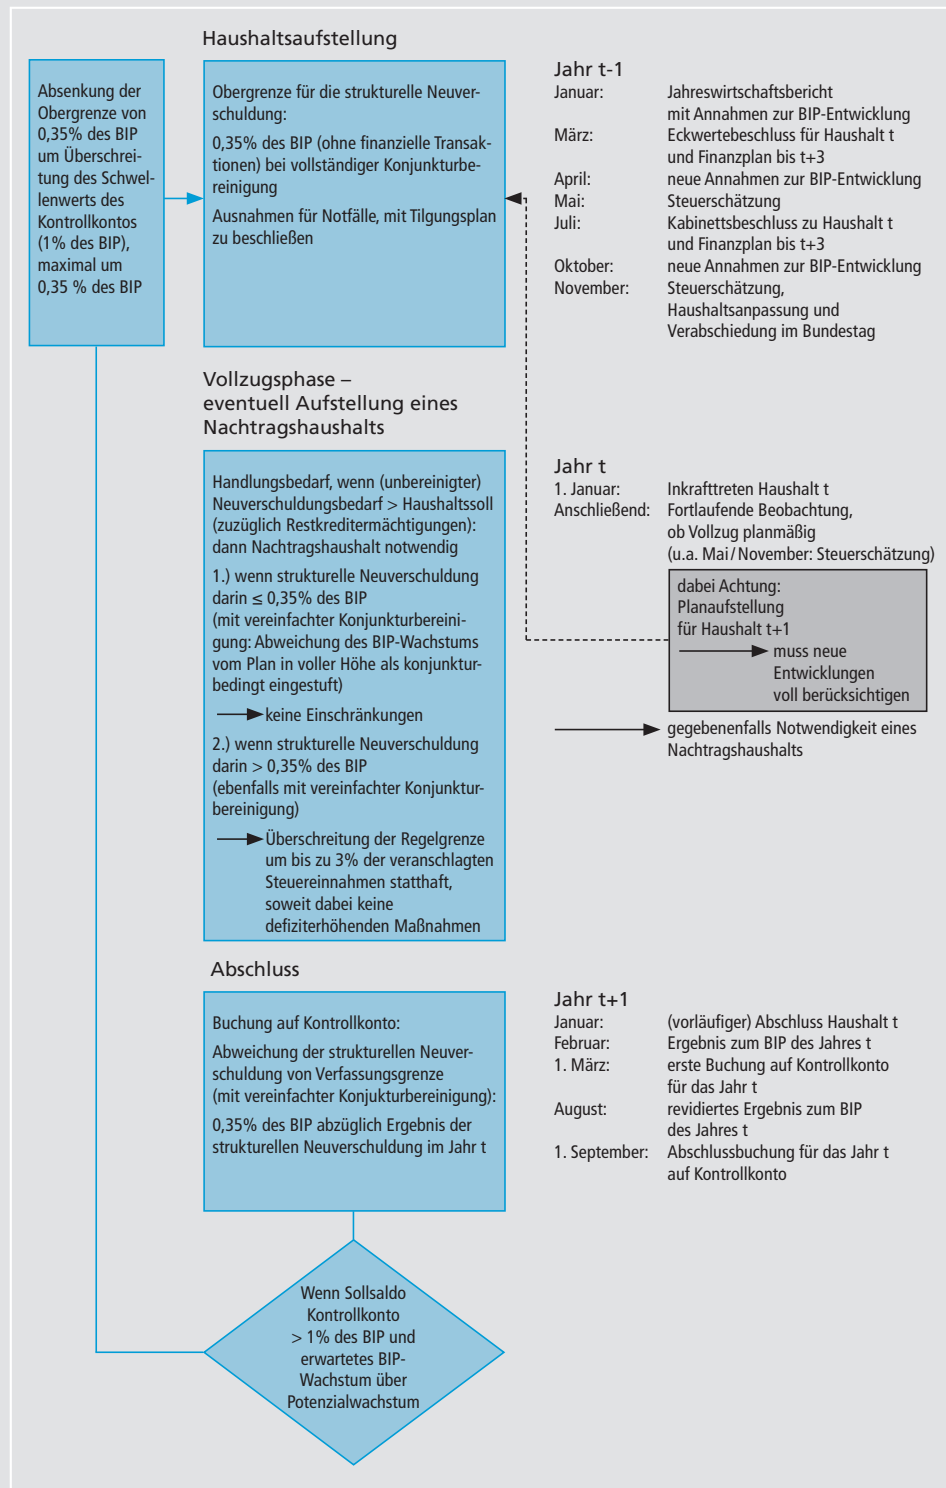 Haushaltsaufstellung
Absenkung der
Obergrenze von
0,35% des BIP
um Überschrei-
tung des Schwel-
lenwerts des
Kontrollkontos
(1% des BIP),
maximal um
0,35 % des BIP
Obergrenze für die strukturelle Neuver-
schuldung:
0,35% des BIP (ohne finanzielle Transak-
tionen) bei vollständiger Konjunkturbe-
reinigung
Ausnahmen für Notfälle, mit Tilgungsplan
zu beschließen
Jahr t-1
Januar: Jahreswirtschaftsbericht
mit Annahmen zur BIP-Entwicklung
März: Eckwertebeschluss für Haushalt t
und Finanzplan bis t+3
April: neue Annahmen zur BIP-Entwicklung
Mai: Steuerschätzung
Juli: Kabinettsbeschluss zu Haushalt t
und Finanzplan bis t+3
Oktober: neue Annahmen zur BIP-Entwicklung
November: Steuerschätzung,
Haushaltsanpassung und
Verabschiedung im Bundestag
Vollzugsphase –
eventuell Aufstellung eines
Nachtragshaushalts
Handlungsbedarf, wenn (unbereinigter)
Neuverschuldungsbedarf > Haushaltssoll
(zuzüglich Restkreditermächtigungen):
dann Nachtragshaushalt notwendig
1.) wenn strukturelle Neuverschuldung
darin ≤ 0,35% des BIP
(mit vereinfachter Konjunkturbereini-
gung: Abweichung des BIP-Wachstums
vom Plan in voller Höhe als konjunktur-
bedingt eingestuft)
keine Einschränkungen
2.) wenn strukturelle Neuverschuldung
darin > 0,35% des BIP
(ebenfalls mit vereinfachter Konjunktur-
bereinigung)
Überschreitung der Regelgrenze
um bis zu 3% der veranschlagten
Steuereinnahmen statthaft,
soweit dabei keine
defiziterhöhenden Maßnahmen
Jahr t
1. Januar: Inkrafttreten Haushalt t
Anschließend: Fortlaufende Beobachtung,
ob Vollzug planmäßig
(u.a. Mai/November: Steuerschätzung)
dabei Achtung:
Planaufstellung
für Haushalt t+1
muss neue
Entwicklungen
voll berücksichtigen
gegebenenfalls Notwendigkeit eines
Nachtragshaushalts
Abschluss
Buchung auf Kontrollkonto:
Abweichung der strukturellen Neuver-
schuldung von Verfassungsgrenze
(mit vereinfachter Konjukturbereinigung):
0,35% des BIP abzüglich Ergebnis der
strukturellen Neuverschuldung im Jahr t
Jahr t+1
Januar: (vorläufiger) Abschluss Haushalt t
Februar: Ergebnis zum BIP des Jahres t
1. März: erste Buchung auf Kontrollkonto
für das Jahr t
August: revidiertes Ergebnis zum BIP
des Jahres t
1. September: Abschlussbuchung für das Jahr t
auf Kontrollkonto
Wenn Sollsaldo
Kontrollkonto
> 1% des BIP und
erwartetes BIP-
Wachstum über
Potenzialwachstum